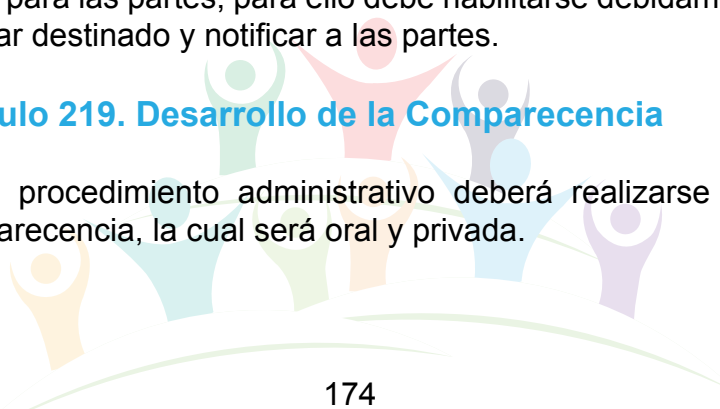 para las partes, para ello debe habilitarse
ar destinado y notificar a las partes.
ulo 219. Desarrollo de la Comparecencia
procedimiento administrativo deberá realizarse
arecencia, la cual será oral y privada.
174